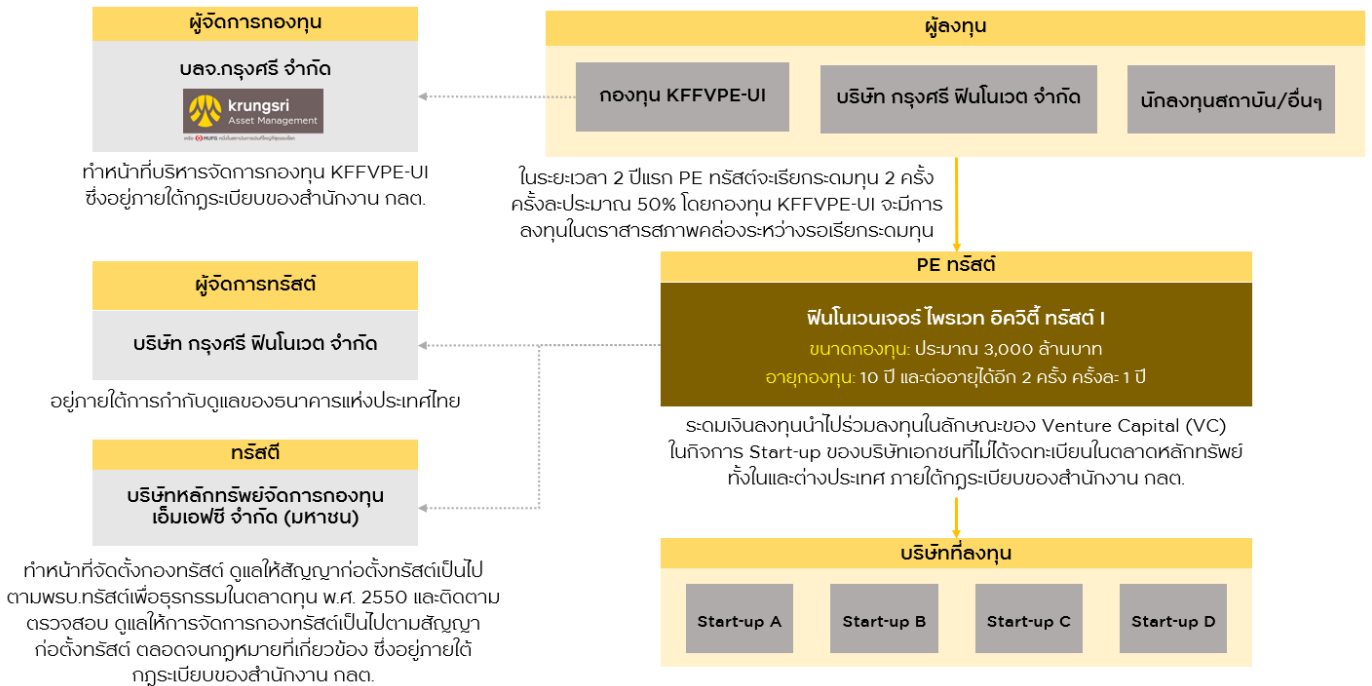 ผู้จัดการกองทุน
บลจ.กรุงศรี จำกัด
krungsri
Asset Management
เครือ MUFG หนึ่งในสถาบันการเงินที่ใหญ่ที่สุดของโลก
ทำหน้าที่บริหารจัดการกองทุน KFFVPE-UI
ซึ่งอยู่ภายใต้กฎระเบียบของสำนักงาน กลต.
ผู้ลงทุน
กองทุน KFFVPE-UI
บริษัท กรุงศรี ฟินโนเวต จำกัด
นักลงทุนสถาบัน/อื่นๆ
ในระยะเวลา 2 ปีแรก PE ทรัสต์จะเรียกระดมทุน 2 ครั้ง
ครั้งละประมาณ 50% โดยกองทุน KFFVPE-UI จะมีการ
ลงทุนในตราสารสภาพคล่องระหว่างรอเรียกระดมทุน
ผู้จัดการทรัสต์
บริษัท กรุงศรี ฟินโนเวต จำกัด
อยู่ภายใต้การกำกับดูแลของธนาคารแห่งประเทศไทย
PE ทรัสต์
ฟินโนเวนเจอร์ ไพรเวท อิควิตี้ ทรัสต์ I
ขนาดกองทุน: ประมาณ 3,000 ล้านบาท
อายุกองทุน: 10 ปี และต่ออายุได้อีก 2 ครั้ง ครั้งละ 1 ปี
ระดมเงินลงทุนนำไปร่วมลงทุนในลักษณะของ Venture Capital (VC)
ในกิจการ Start-up ของบริษัทเอกชนที่ไม่ได้จดทะเบียนในตลาดหลักทรัพย์
ทั้งในและต่างประเทศ ภายใต้กฎระเบียบของสำนักงาน กลต.
ทรัสตี
บริษัทหลักทรัพย์จัดการกองทุน
เอ็มเอฟซี จำกัด (มหาชน)
ทำหน้าที่จัดตั้งกองทรัสต์ ดูแลให้สัญญาก่อตั้งทรัสต์เป็นไป
ตามพรบ.ทรัสต์เพื่อธุรกรรมในตลาดทุน พ.ศ. 2550 และติดตาม
ตรวจสอบ ดูแลให้การจัดการกองทรัสต์เป็นไปตามสัญญา
ก่อตั้งทรัสต์ ตลอดจนกฎหมายที่เกี่ยวข้อง ซึ่งอยู่ภายใต้
กฎระเบียบของสำนักงาน กลต.
บริษัทที่ลงทุน
Start-up A
Start-up B
Start-up C
Start-up D